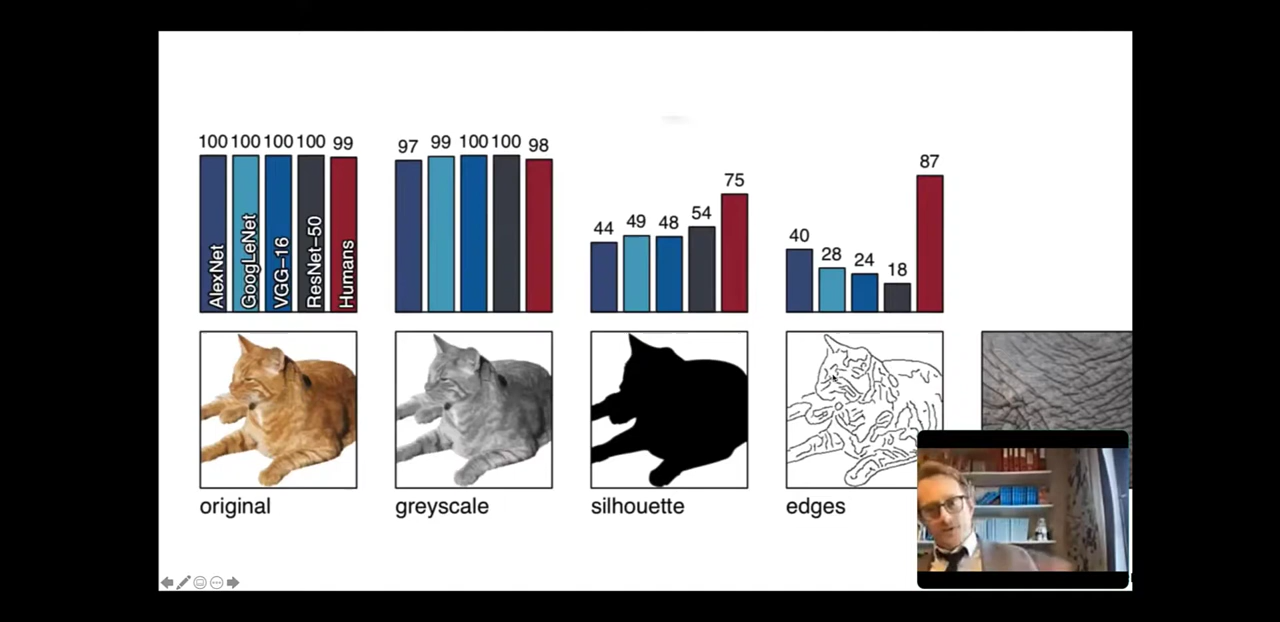 100 100 100 100 99
AlexNet
GoogLeNet
VGG-16
ResNet-50
Humans
97 99 100 100 98
44 49 48 54 75
40 28 24 18 87
original
greyscale
silhouette
edges